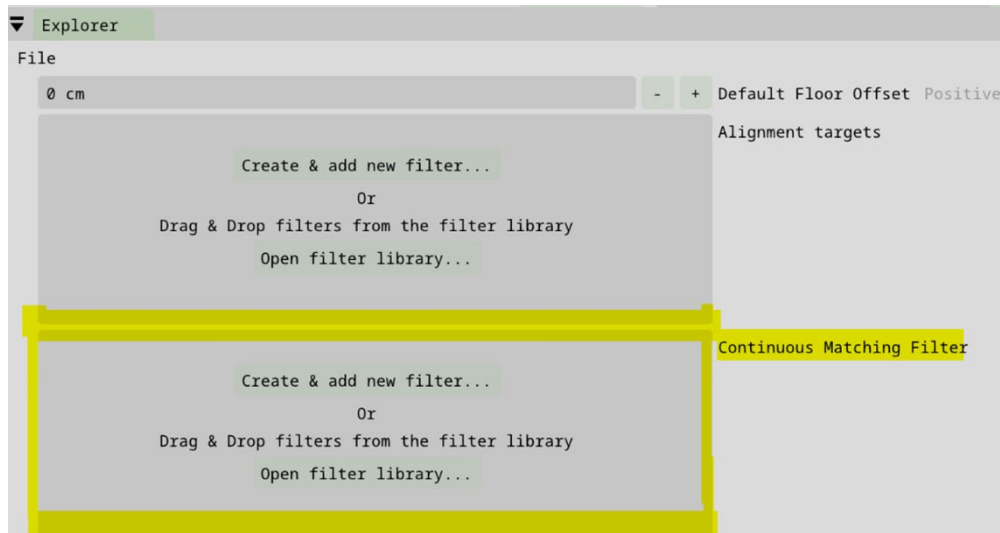 Explorer
File
0 cm - + Default Floor Offset Positive
Alignment targets
Create & add new filter...
Or
Drag & Drop filters from the filter library
Open filter library...
Continuous Matching Filter
Create & add new filter...
Or
Drag & Drop filters from the filter library
Open filter library...